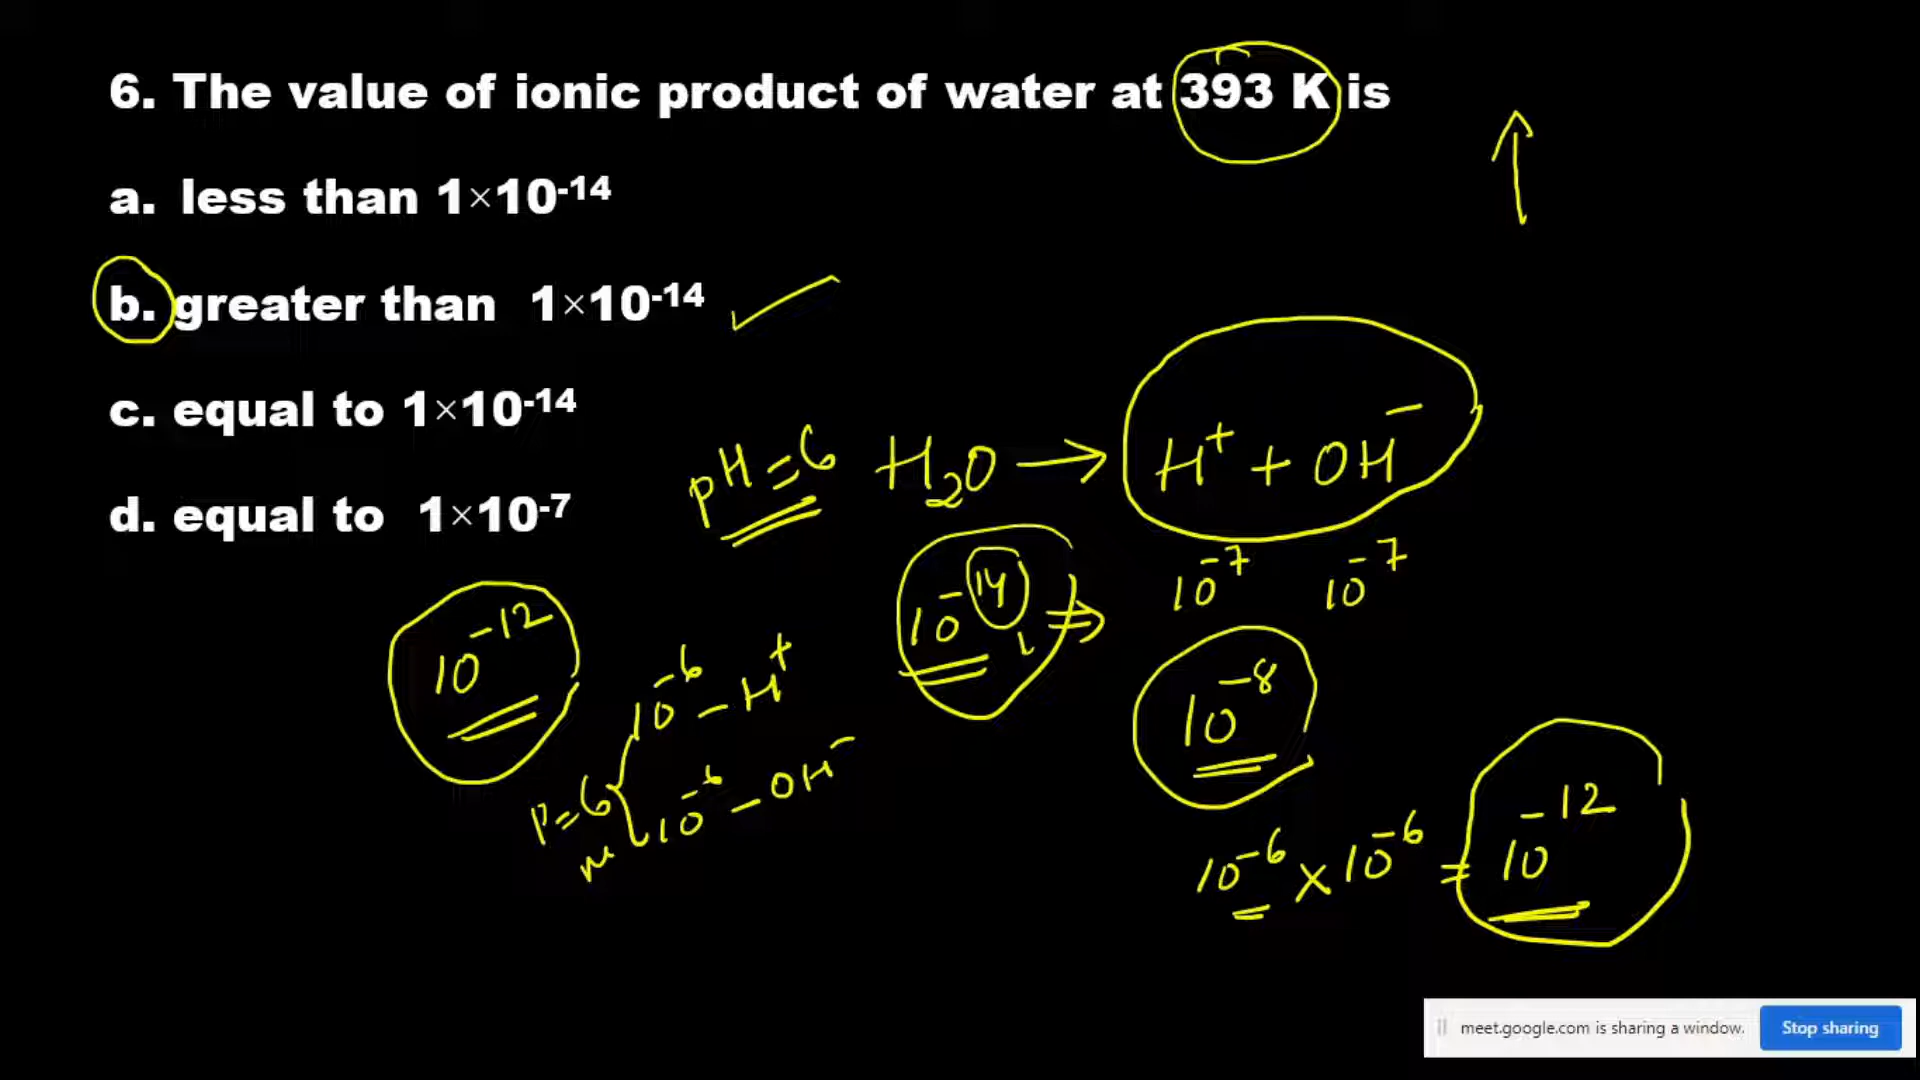 6. The value of ionic product of water at 393 K is
a. less than 1×10⁻¹⁴
b. greater than 1×10⁻¹⁴
c. equal to 1×10⁻¹⁴
d. equal to 1×10⁻⁷
pH = 6 H₂O → H⁺ + OH⁻
10⁻¹⁴ ⇒ 10⁻⁷ 10⁻⁷
10⁻¹² 10⁻⁶ – H⁺ 10⁻⁸
P = 6 10⁻⁶ – OH⁻
10⁻⁶ × 10⁻⁶ = 10⁻¹²
meet.google.com is sharing a window. Stop sharing